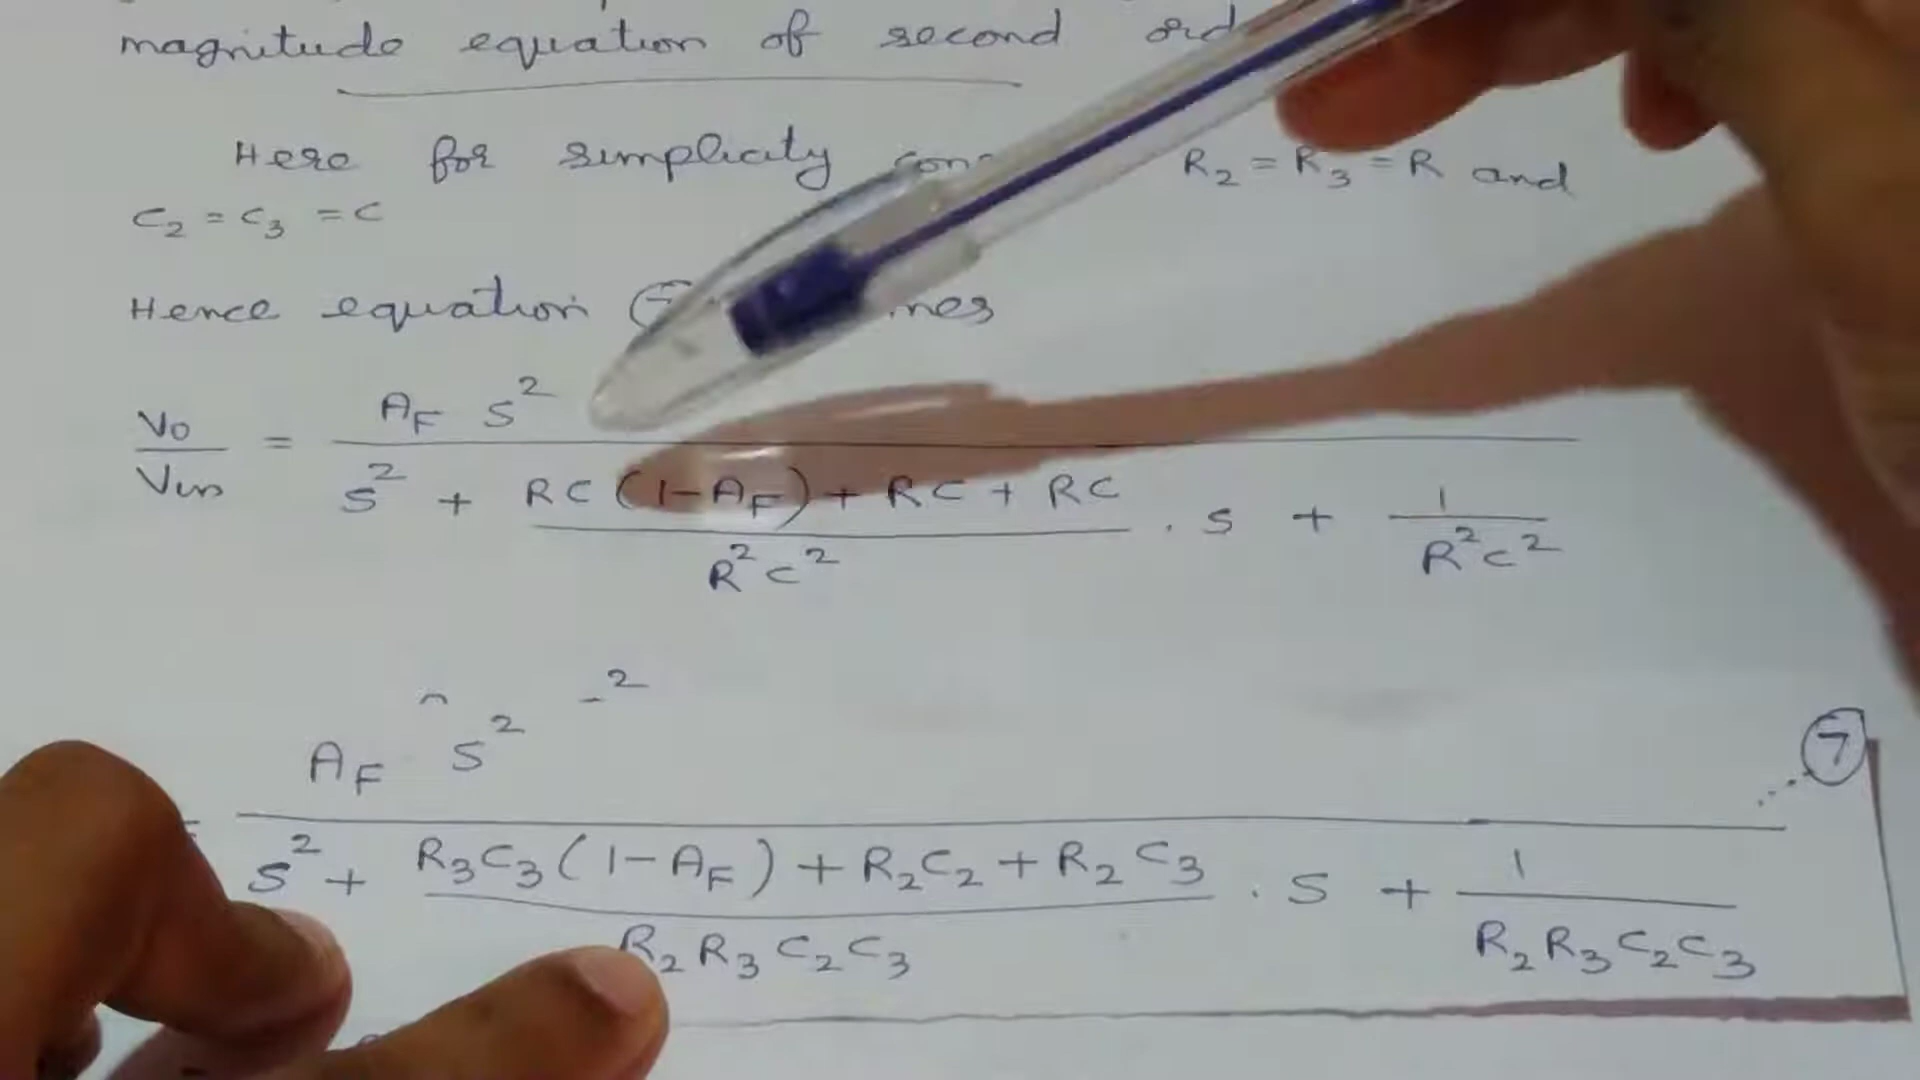 magnitude equation of second
Here for simplicity R₂ = R₃ = R and
C₂ = C₃ = C
Hence equation
Vo/Vin = AF S² / (S² + (RC(1-AF) + RC + RC)/(R²C²) . S + 1/(R²C²))
7
AF S² / (S² + (R₃C₃(1-AF) + R₂C₂ + R₂C₃)/(R₂R₃C₂C₃) . S + 1/(R₂R₃C₂C₃))